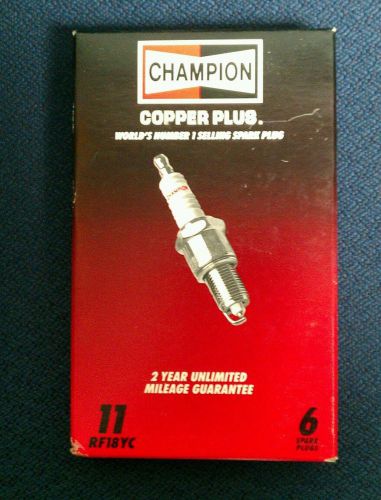 CHAMPION
COPPER PLUS.
WORLD'S NUMBER 1 SELLING SPARK PLUG
2 YEAR UNLIMITED
MILEAGE GUARANTEE
11
RF18YC
6
SPARK
PLUGS